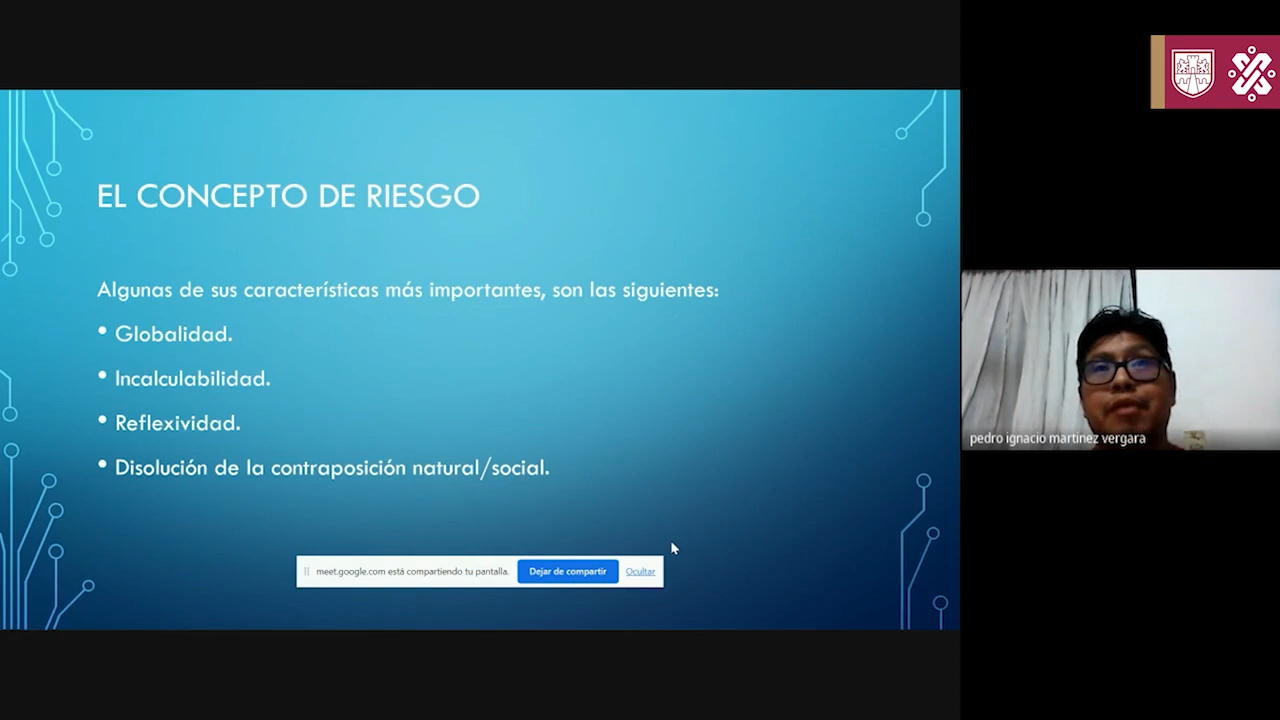 EL CONCEPTO DE RIESGO
Algunas de sus características más importantes, son las siguientes:
• Globalidad.
• Incalculabilidad.
• Reflexividad.
• Disolución de la contraposición natural/social.
meet.google.com está compartiendo tu pantalla.
Dejar de compartir
Ocultar
pedro ignacio martinez vergara